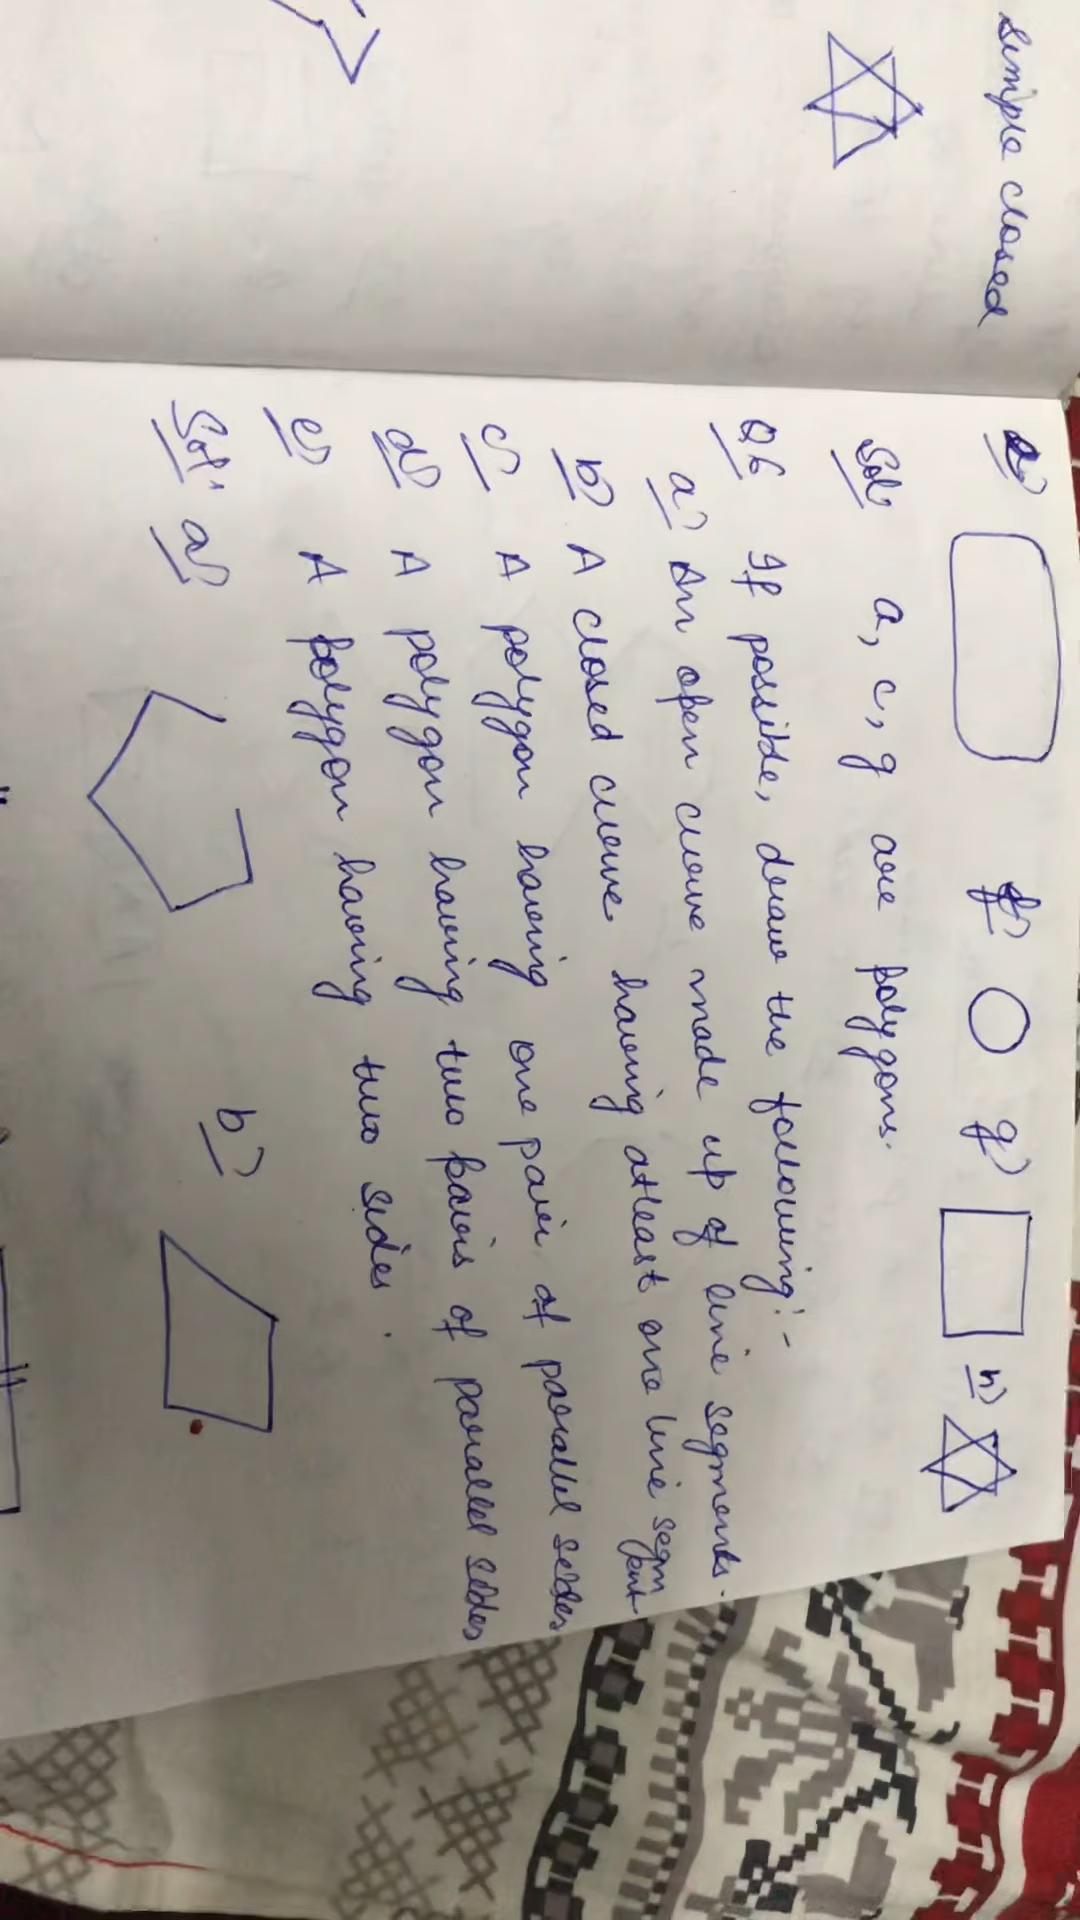 Simple closed
e) f) g) h)
Sol: a, c, g are polygons.
Q6 If possible, draw the following:-
a) An open curve made up of line segments.
b) A closed curve having atleast one line segment
c) A polygon having one pair of parallel sides
d) A polygon having two pairs of parallel sides
e) A polygon having two sides.
Sol: a) b)